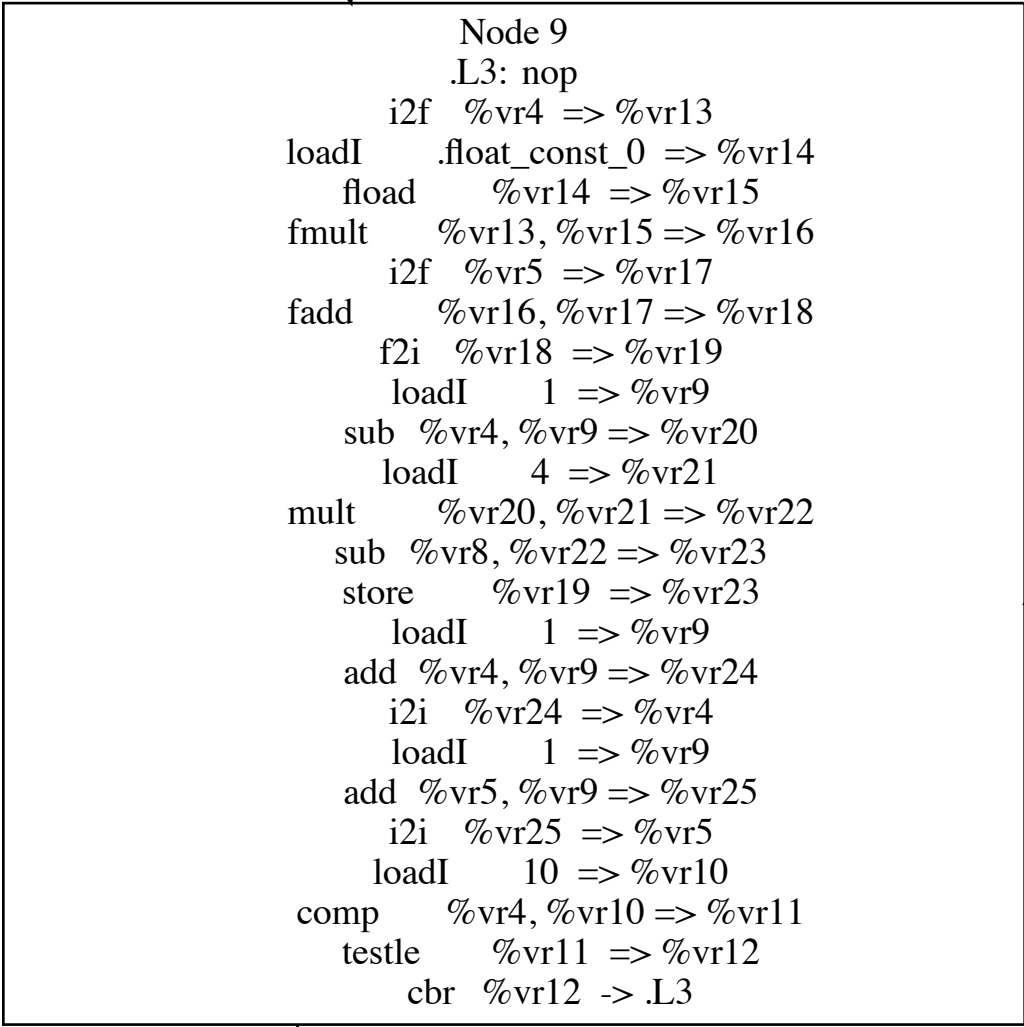 Node 9
.L3: nop
i2f %vr4 => %vr13
loadI .float_const_0 => %vr14
fload %vr14 => %vr15
fmult %vr13, %vr15 => %vr16
i2f %vr5 => %vr17
fadd %vr16, %vr17 => %vr18
f2i %vr18 => %vr19
loadI 1 => %vr9
sub %vr4, %vr9 => %vr20
loadI 4 => %vr21
mult %vr20, %vr21 => %vr22
sub %vr8, %vr22 => %vr23
store %vr19 => %vr23
loadI 1 => %vr9
add %vr4, %vr9 => %vr24
i2i %vr24 => %vr4
loadI 1 => %vr9
add %vr5, %vr9 => %vr25
i2i %vr25 => %vr5
loadI 10 => %vr10
comp %vr4, %vr10 => %vr11
testle %vr11 => %vr12
cbr %vr12 -> .L3